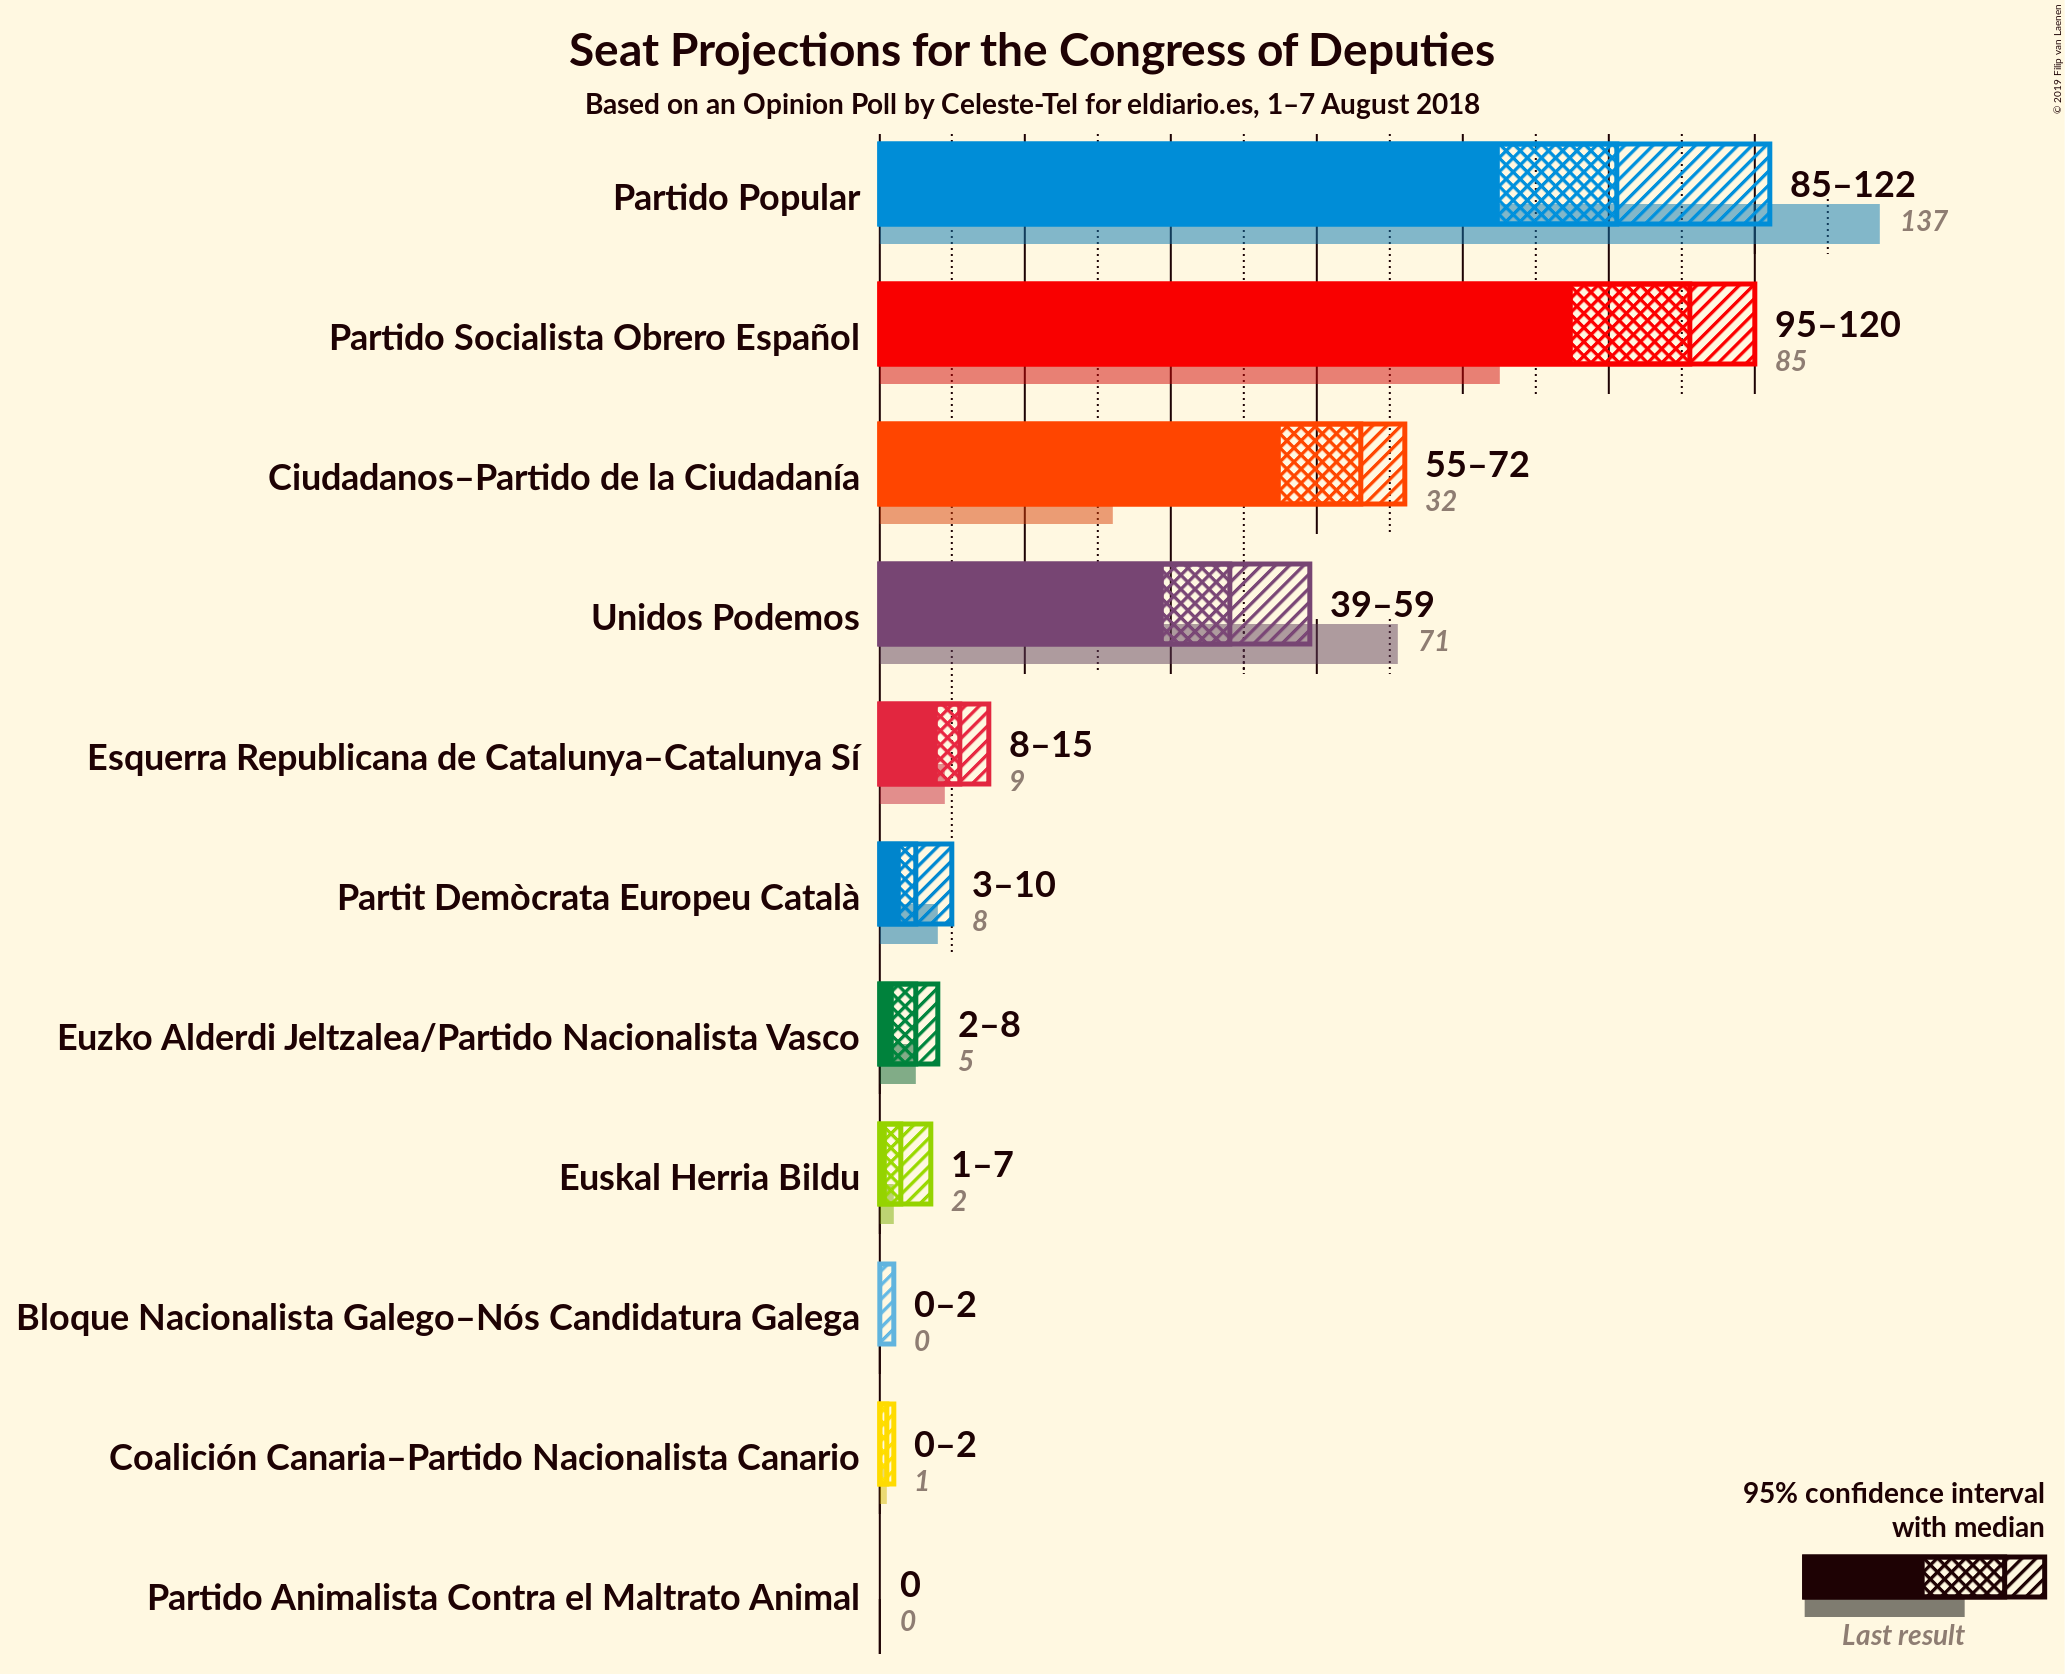 Seat Projections for the Congress of Deputies
Based on an Opinion Poll by Celeste-Tel for eldiario.es, 1–7 August 2018
© 2019 Filip van Laenen
Partido Popular
85–122
137
Partido Socialista Obrero Español
95–120
85
Ciudadanos–Partido de la Ciudadanía
55–72
32
Unidos Podemos
39–59
71
Esquerra Republicana de Catalunya–Catalunya Sí
8–15
9
Partit Demòcrata Europeu Català
3–10
8
Euzko Alderdi Jeltzalea/Partido Nacionalista Vasco
2–8
5
Euskal Herria Bildu
1–7
2
Bloque Nacionalista Galego–Nós Candidatura Galega
0–2
0
Coalición Canaria–Partido Nacionalista Canario
0–2
1
Partido Animalista Contra el Maltrato Animal
0
0
95% confidence interval
with median
Last result